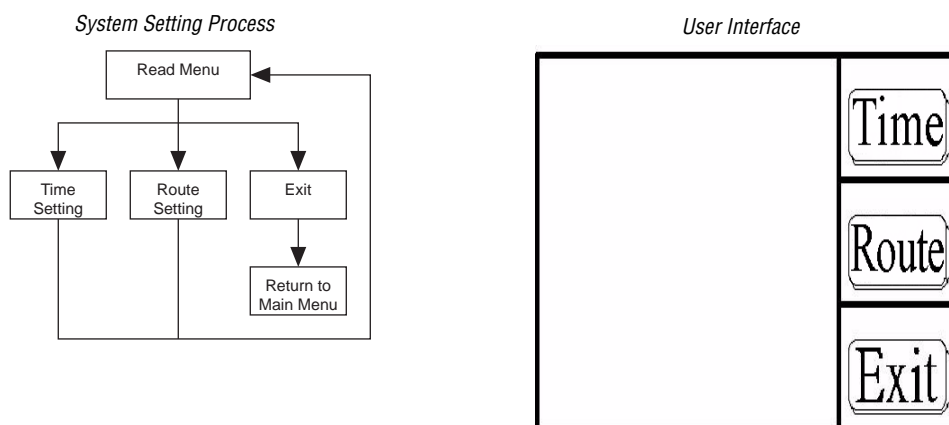 System Setting Process
Read Menu
Time
Setting
Route
Setting
Exit
Return to
Main Menu
User Interface
Time
Route
Exit